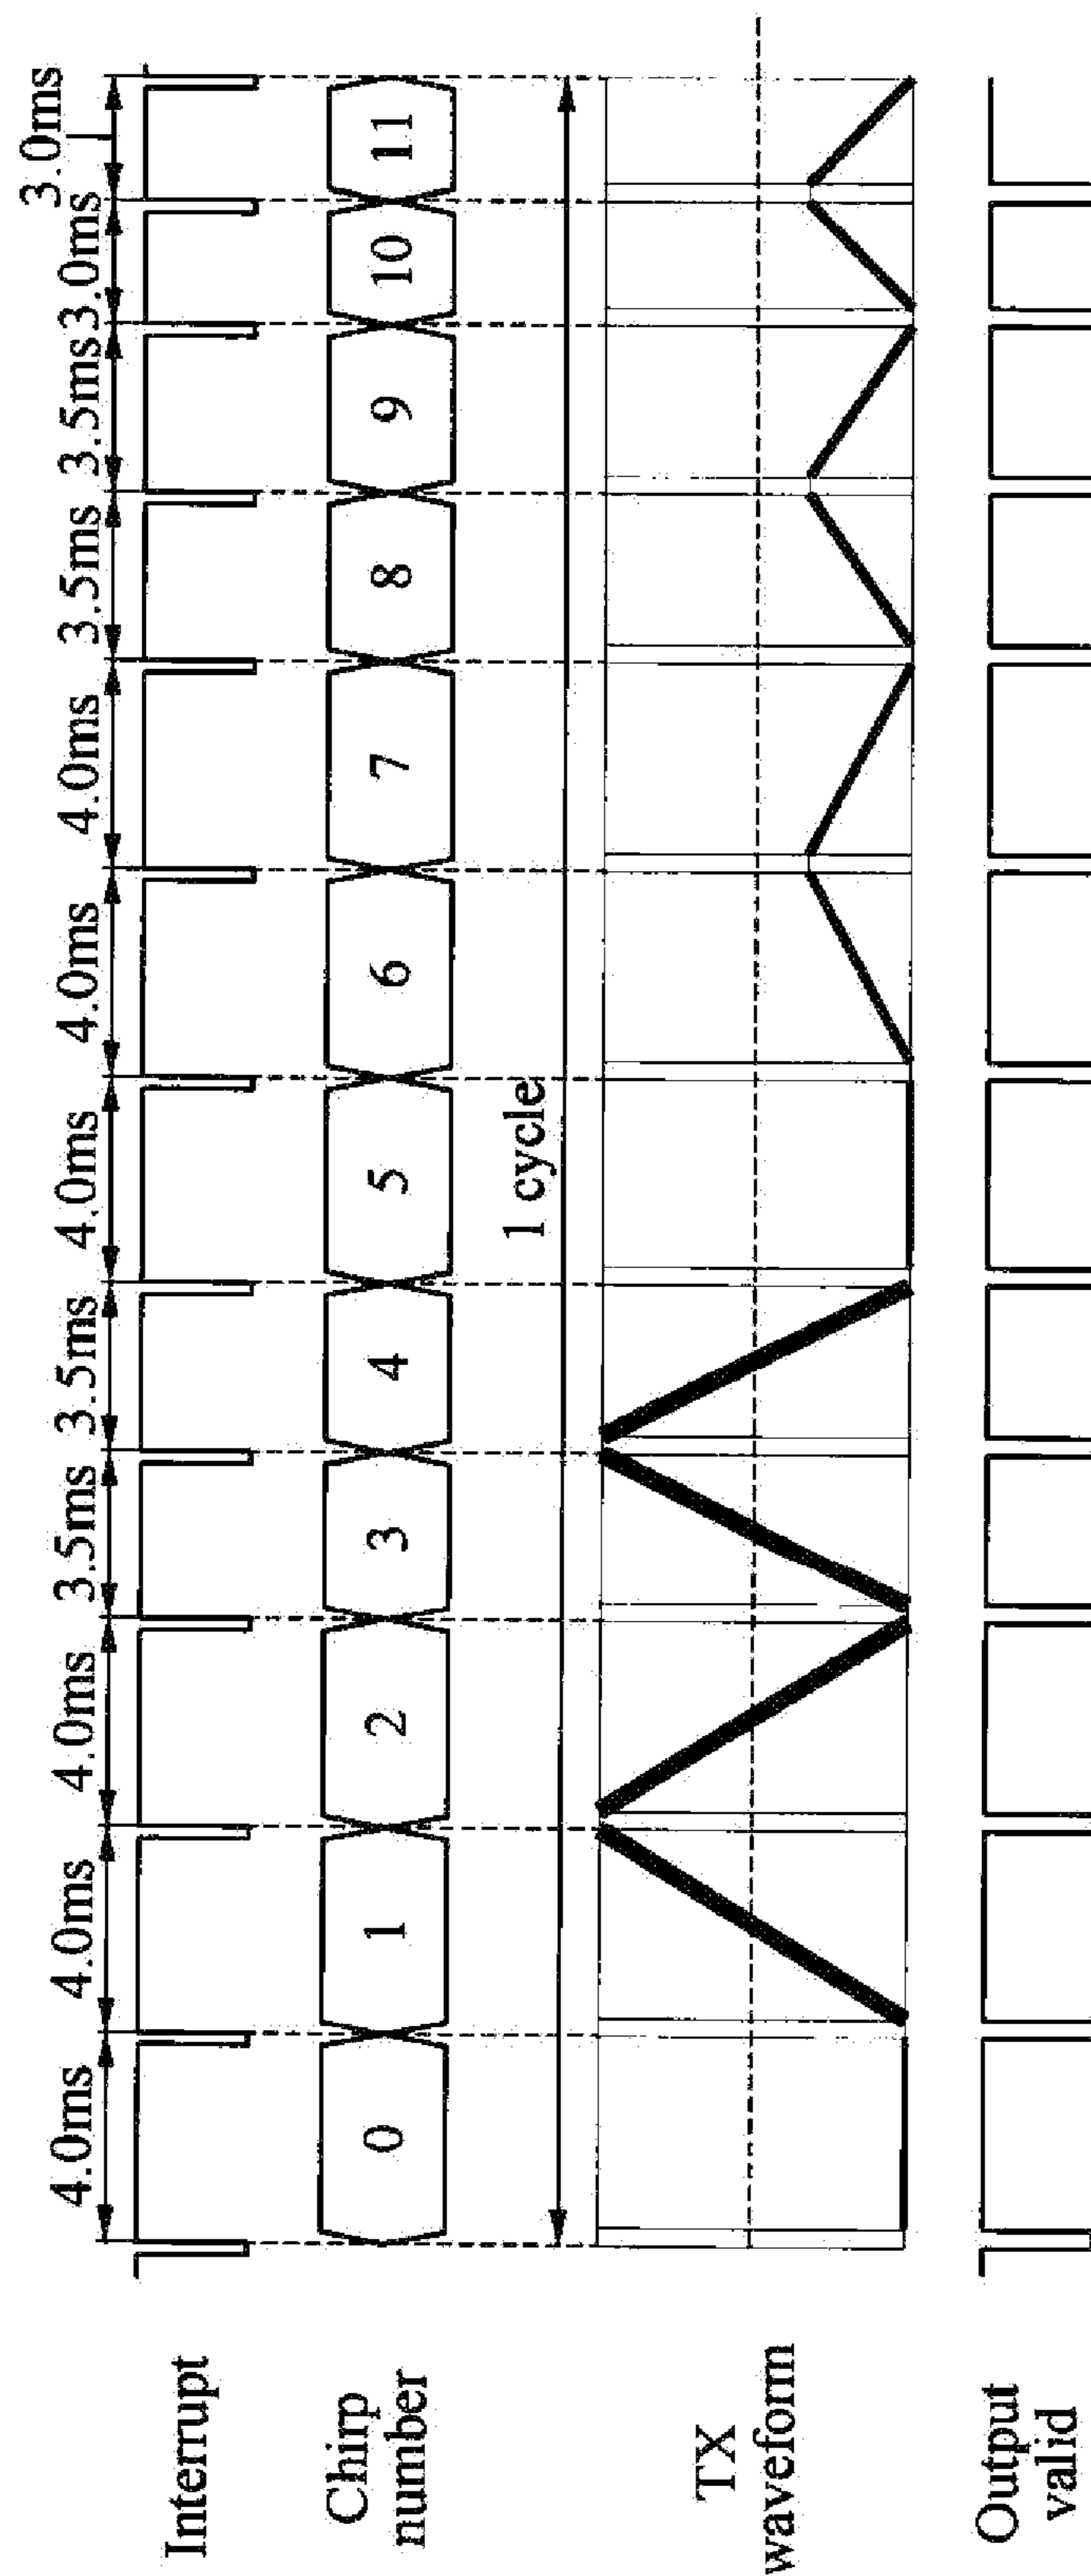 4.0ms 4.0ms 4.0ms 3.5ms 3.5ms 4.0ms 4.0ms 4.0ms 3.5ms 3.5ms 3.0ms 3.0ms
Interrupt
Chirp
number
0 1 2 3 4 5 6 7 8 9 10 11
1 cycle
TX
waveform
Output
valid